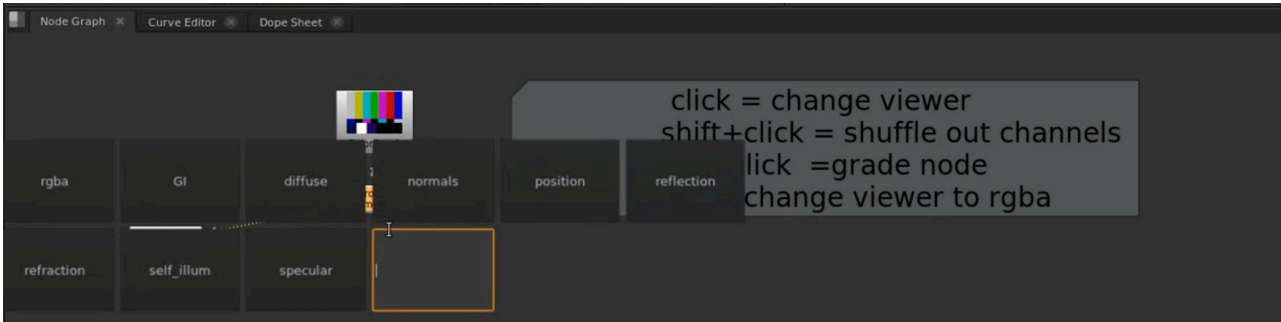 Node Graph
Curve Editor
Dope Sheet
click = change viewer
shift+click = shuffle out channels
lick =grade node
change viewer to rgba
rgba
GI
diffuse
normals
position
reflection
refraction
self_illum
specular